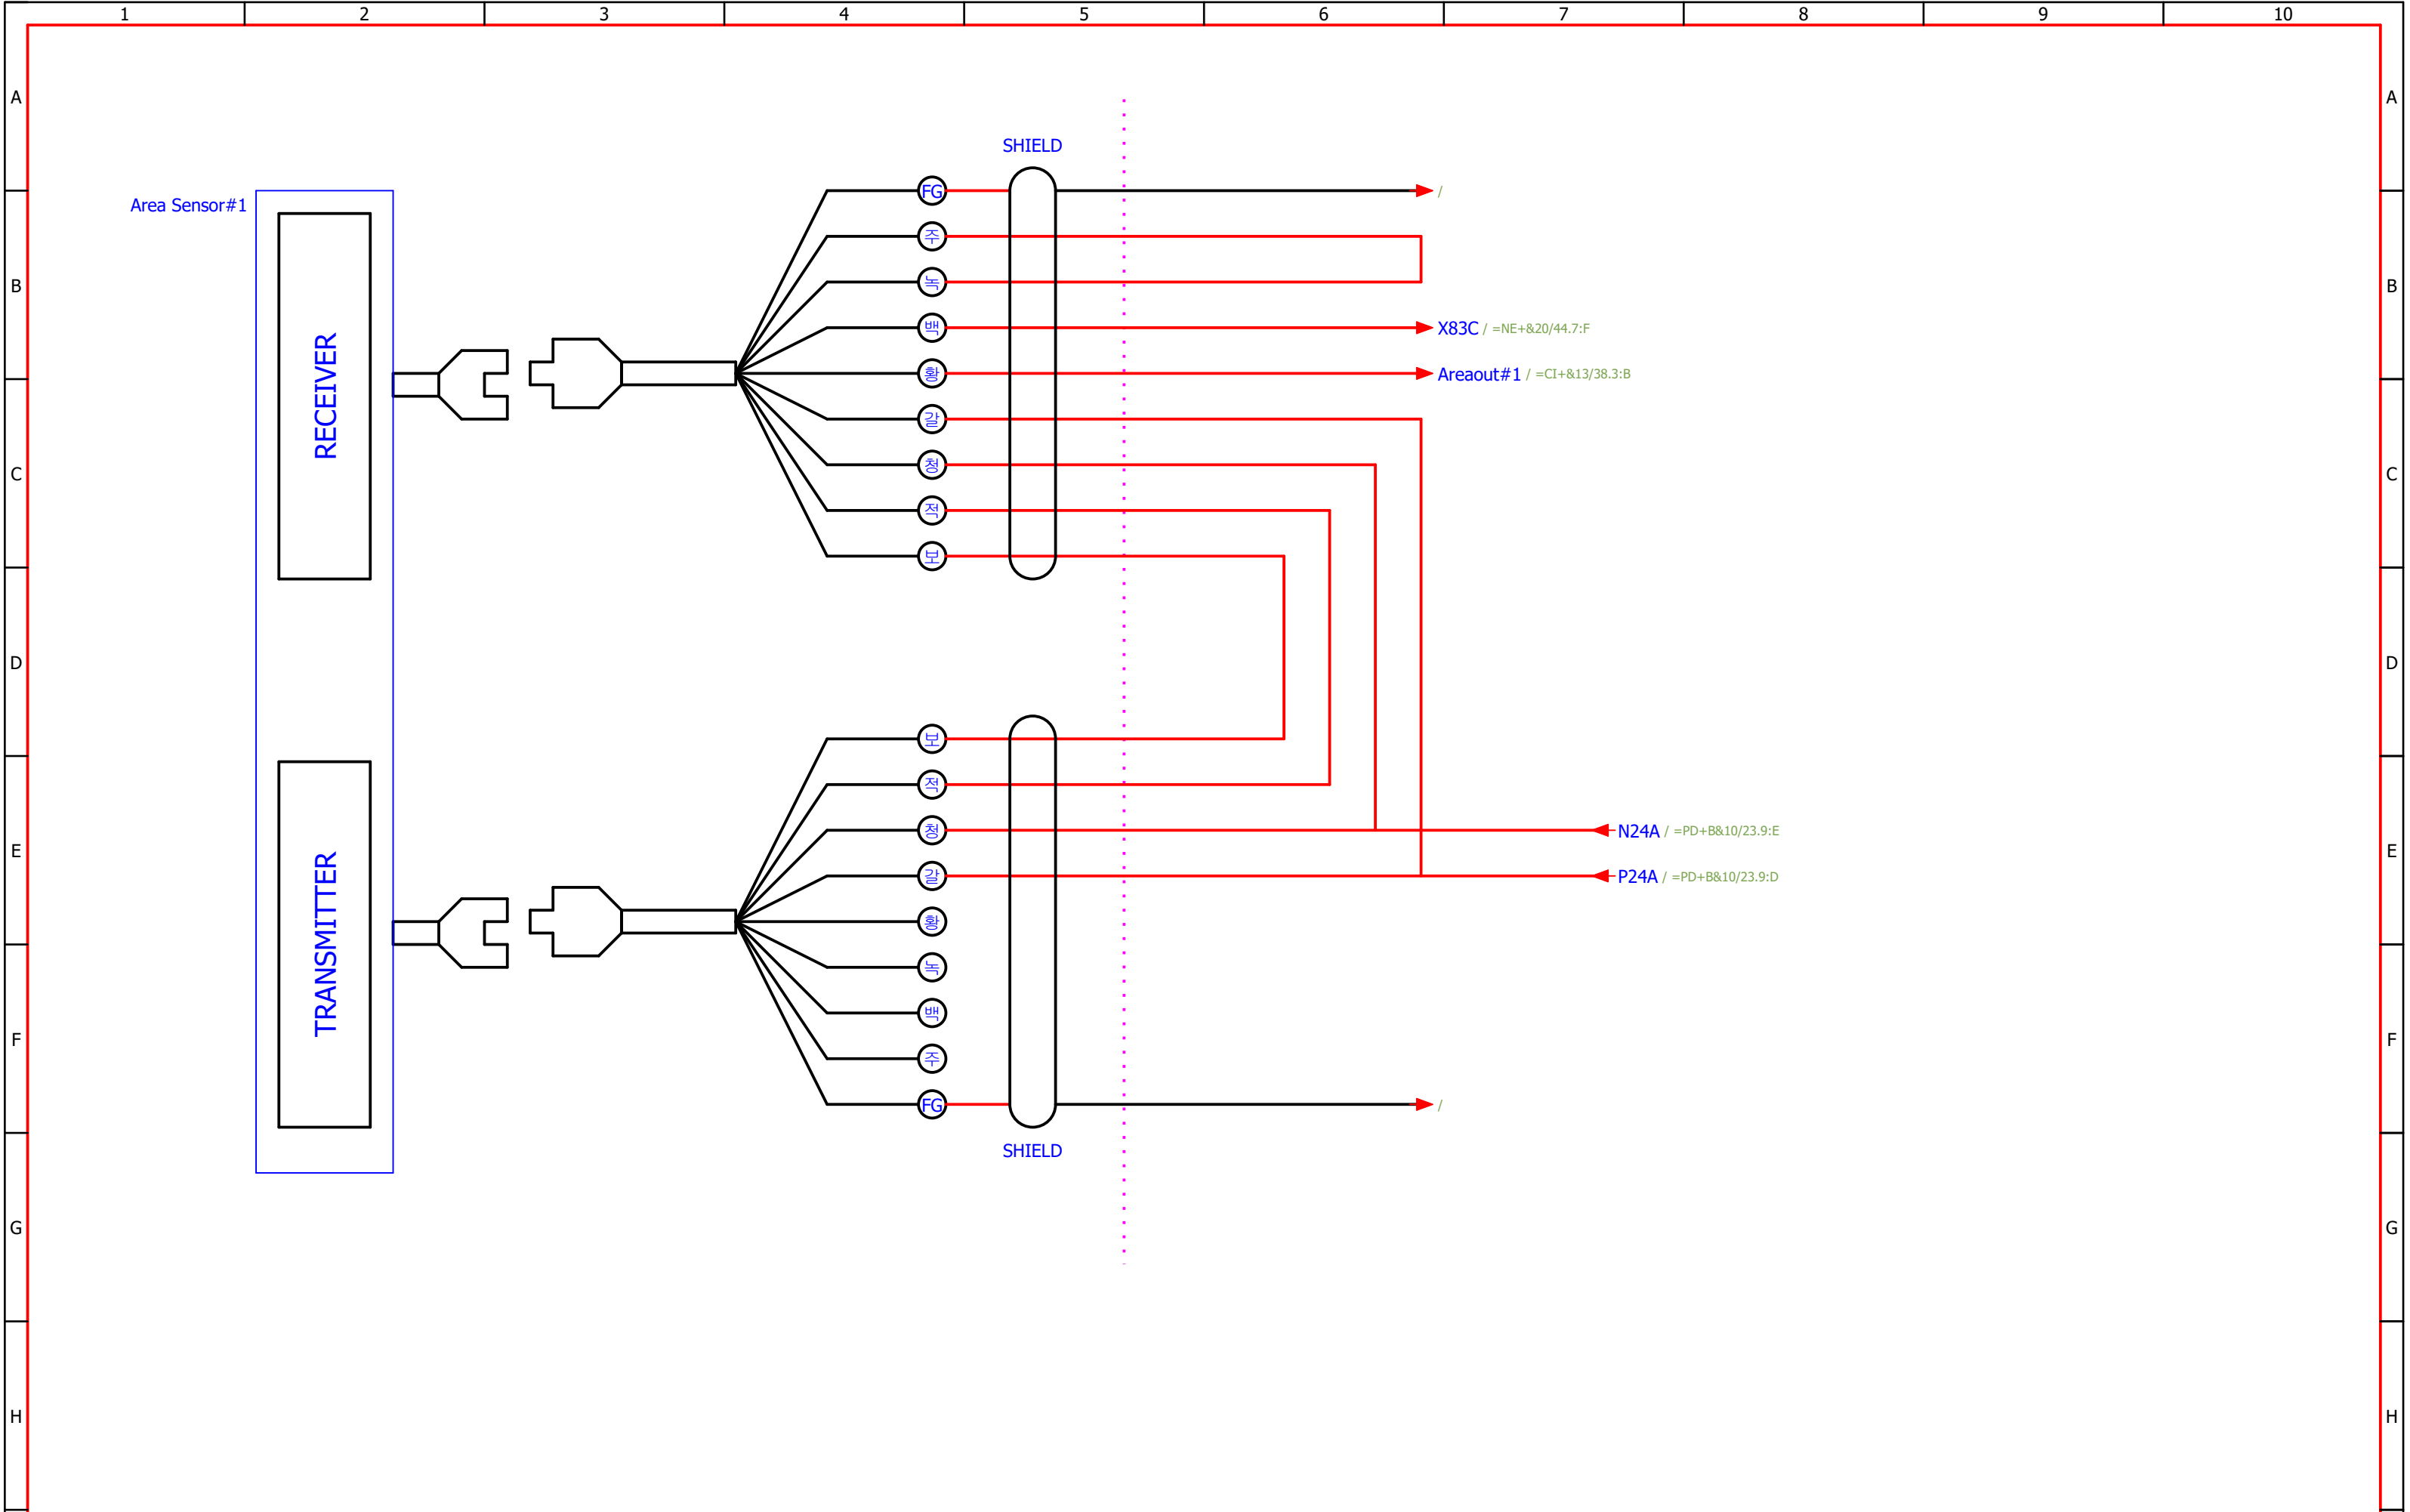 1 2 3 4 5 6 7 8 9 10
A A
SHIELD
Area Sensor#1
FG /
주
녹
B B
백 X83C / =NE+&20/44.7:F
황 Areaout#1 / =CI+&13/38.3:B
RECEIVER
갈
청
C C
적
보
D D
보
적
청 N24A / =PD+B&10/23.9:E
E E
갈 P24A / =PD+B&10/23.9:D
황
TRANSMITTER
녹
백
F F
주
FG /
SHIELD
G G
H H